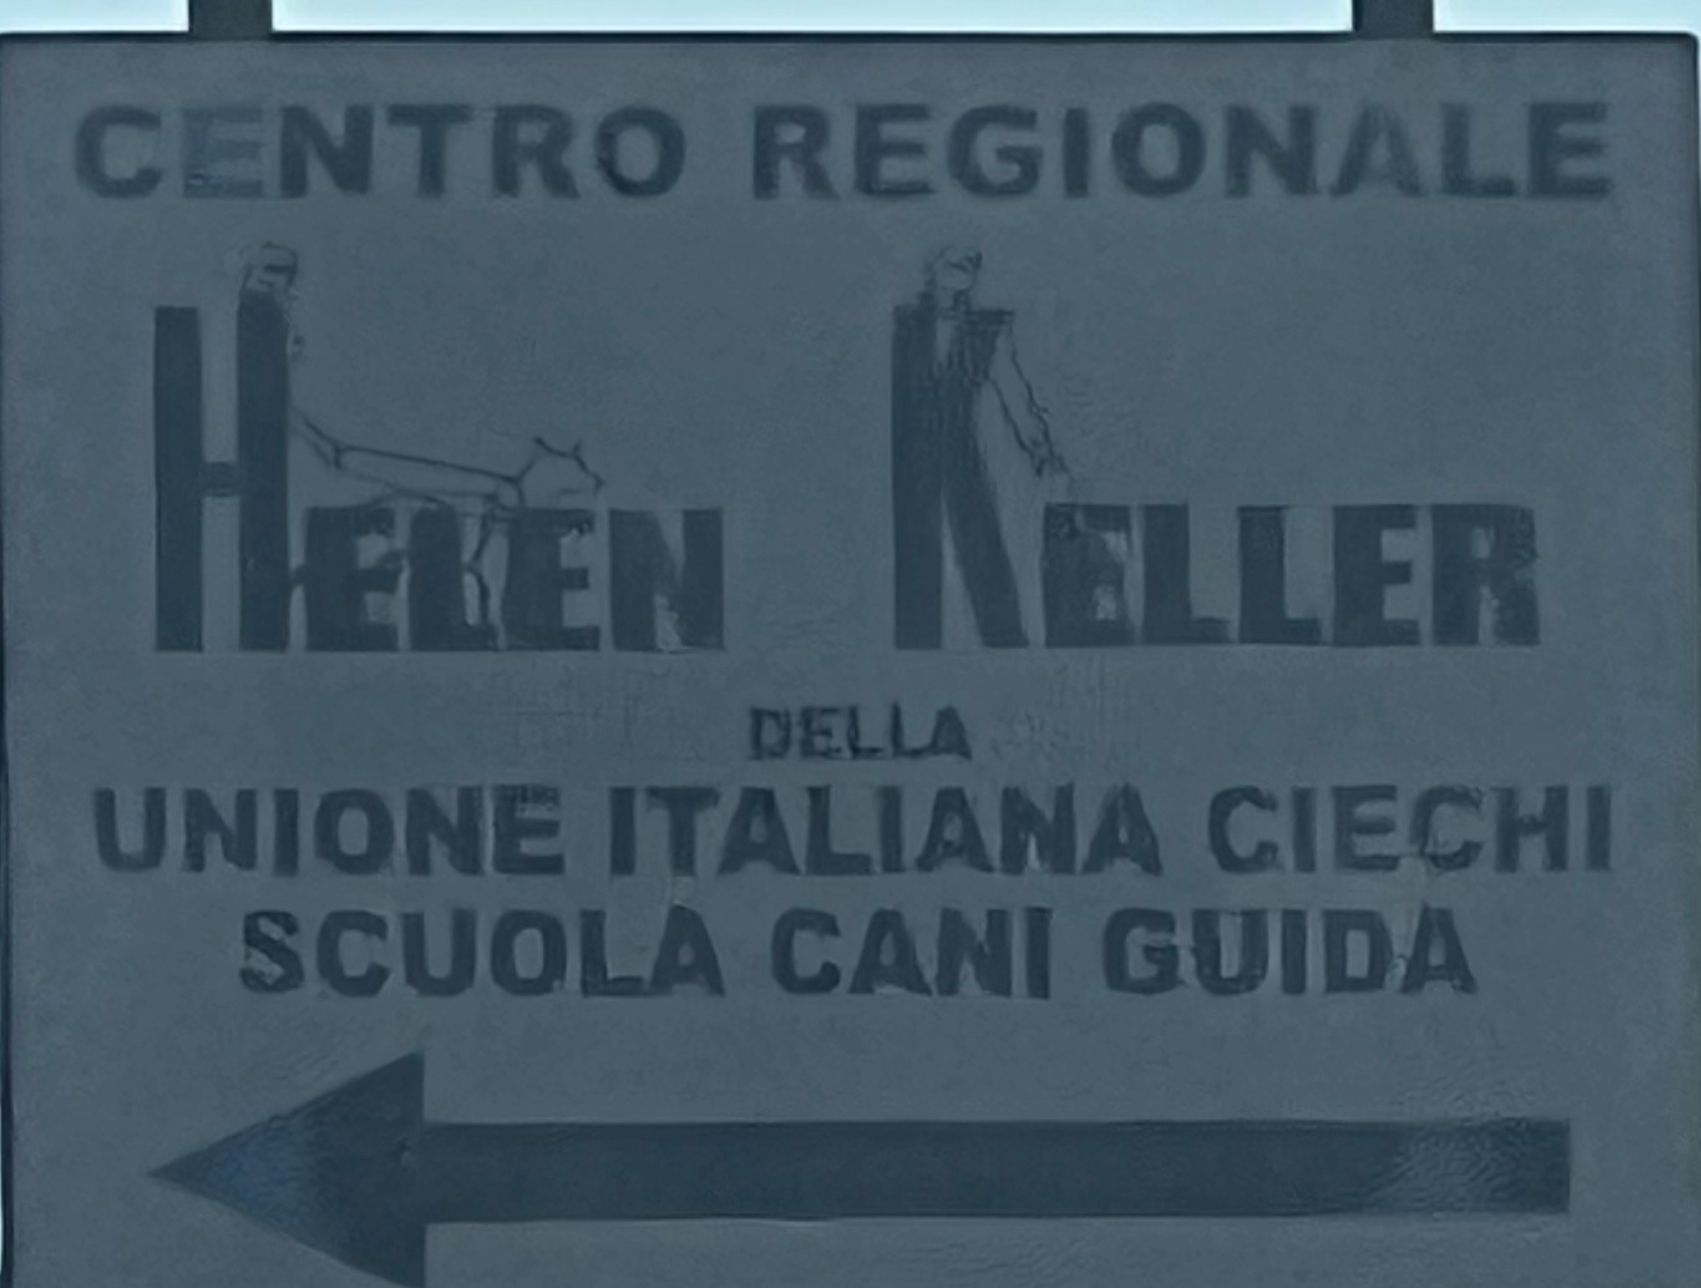 CENTRO REGIONALE
HELEN KELLER
DELLA
UNIONE ITALIANA CIECHI
SCUOLA CANI GUIDA